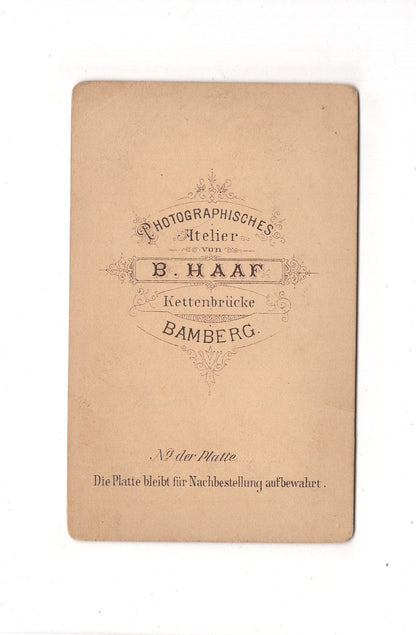 PHOTOGRAPHISCHES
Atelier
von
B. HAAF
Kettenbrücke
BAMBERG.
No. der Platte
Die Platte bleibt für Nachbestellung aufbewahrt.